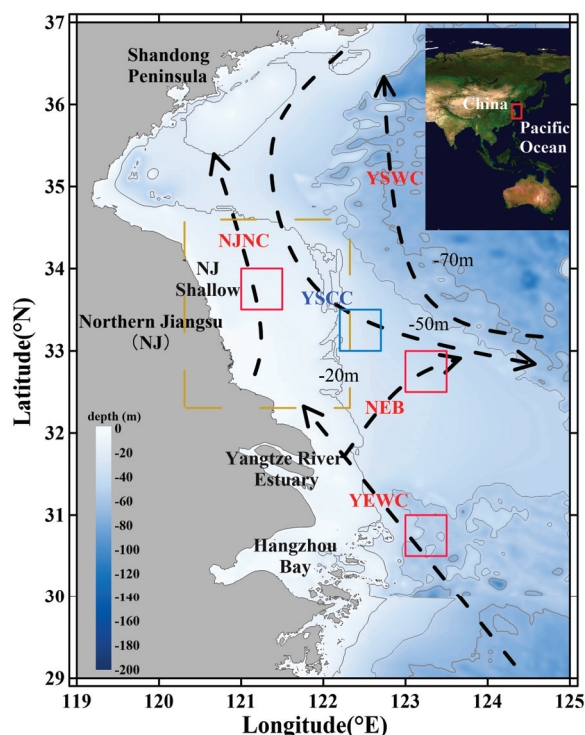 37
36
35
34
33
32
31
30
29
Latitude(°N)
119
120
121
122
123
124
125
Longitude(°E)
Shandong
Peninsula
China
Pacific
Ocean
YSWC
NJNC
-70m
NJ
Shallow
YSCC
-50m
Northern Jiangsu
（NJ）
-20m
NEB
depth (m)
0
-20
-40
-60
-80
-100
-120
-140
-160
-180
-200
Yangtze River
Estuary
YEWC
Hangzhou
Bay